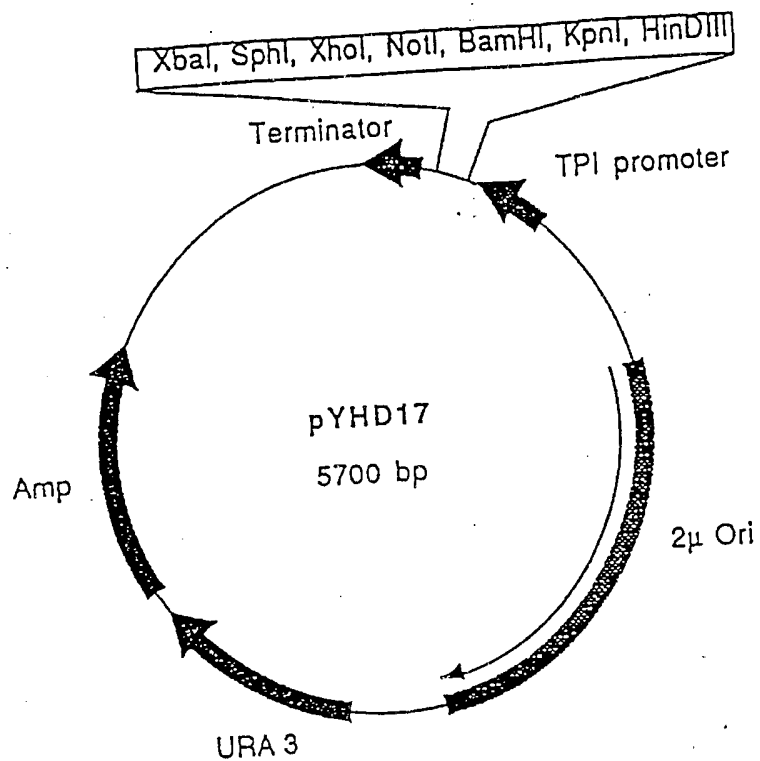 XbaI, SphI, XhoI, NotI, BamHI, KpnI, HinDIII
Terminator
TPI promoter
pYHD17
5700 bp
Amp
2µ Ori
URA 3